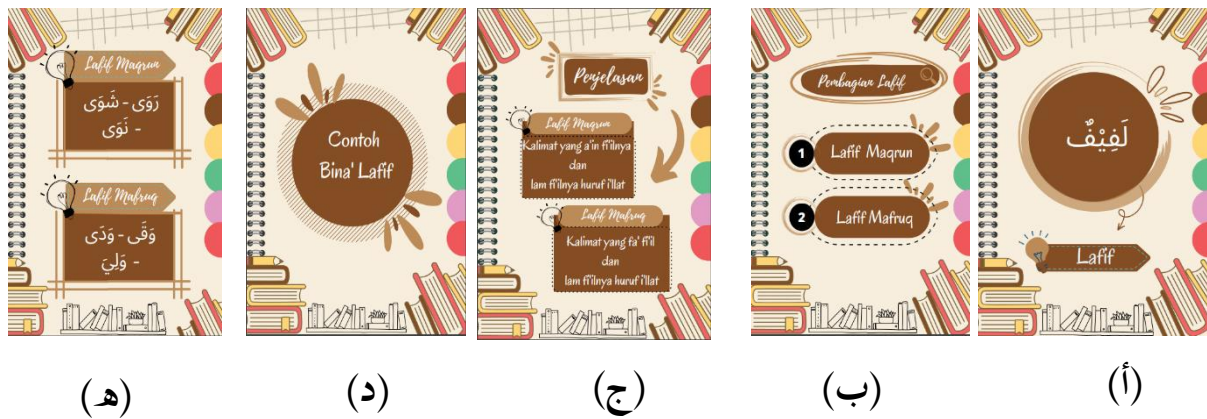 لَفِيْفٌ
Lafif
(أ)
Pembagian Lafif
1 Lafif Maqrun
2 Lafif Mafruq
(ب)
Penjelasan
Lafif Maqrun
Kalimat yang a'in fi'ilnya
dan
lam fi'ilnya huruf i'llat
Lafif Mafruq
Kalimat yang fa' fi'il
dan
lam fi'ilnya huruf i'llat
(ج)
Contoh
Bina' Lafif
(د)
Lafif Maqrun
رَوَى - شَوَى
- نَوَى
Lafif Mafruq
وَقَى - وَدَى
- وَلِيَ
(ه)